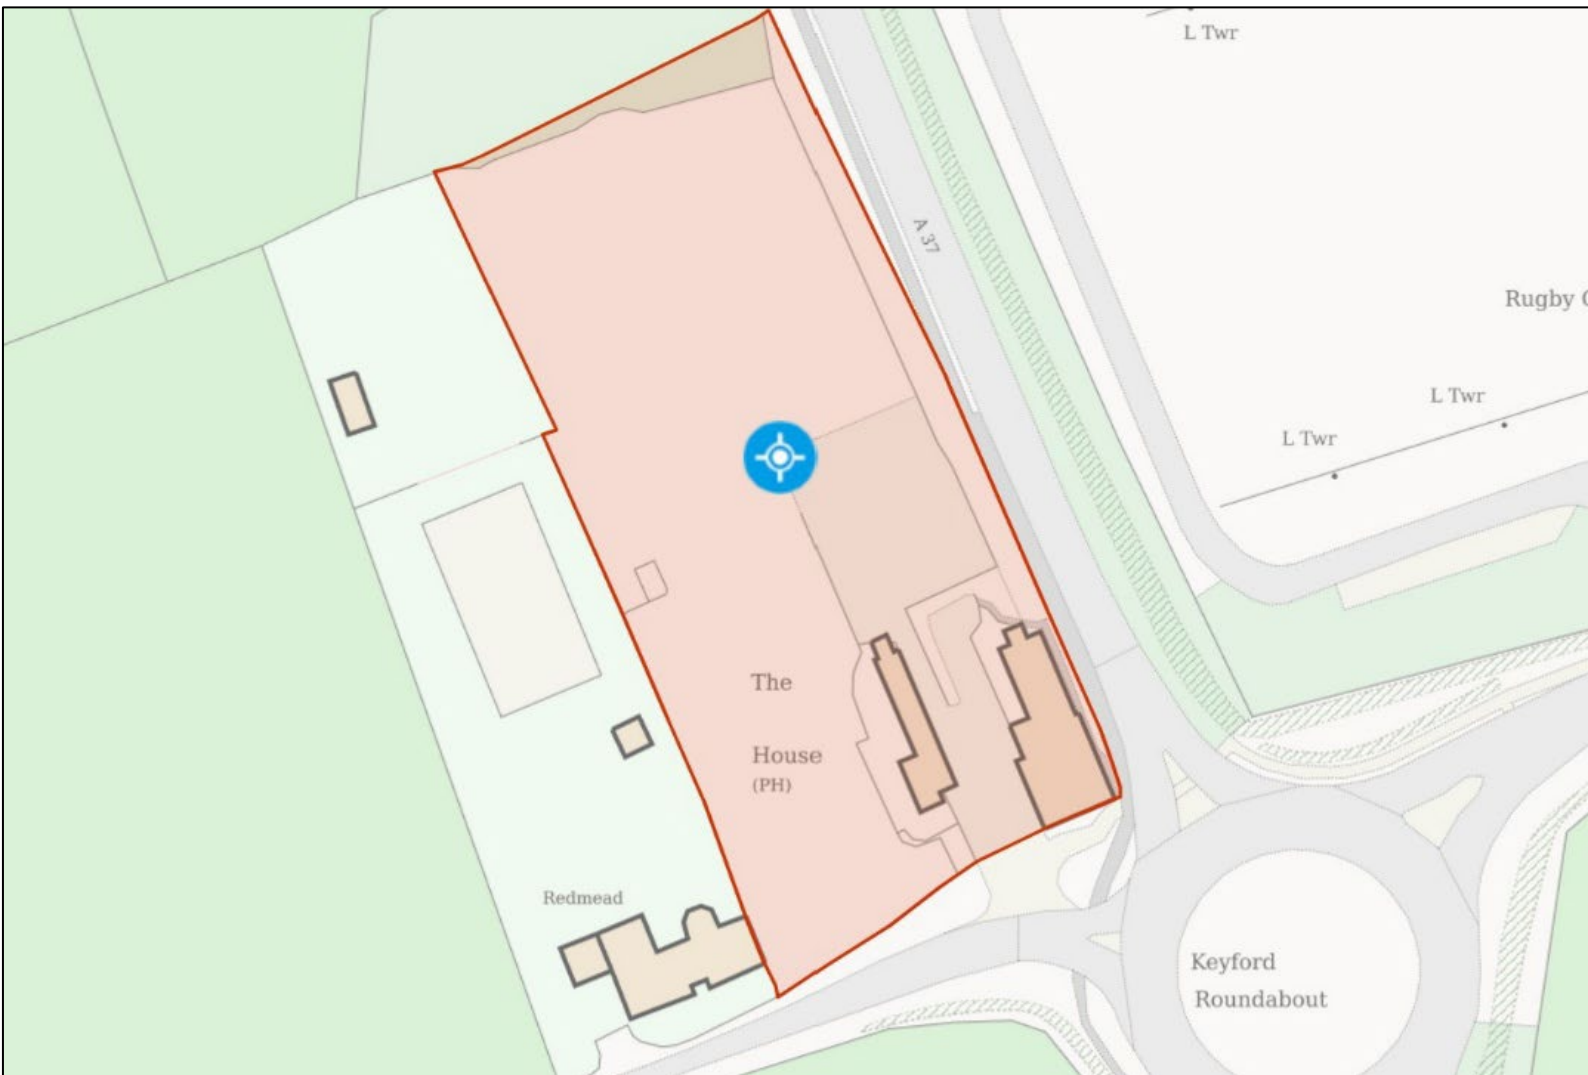 L Twr
A 37
Rugby
L Twr
L Twr
The
House
(PH)
Redmead
Keyford
Roundabout